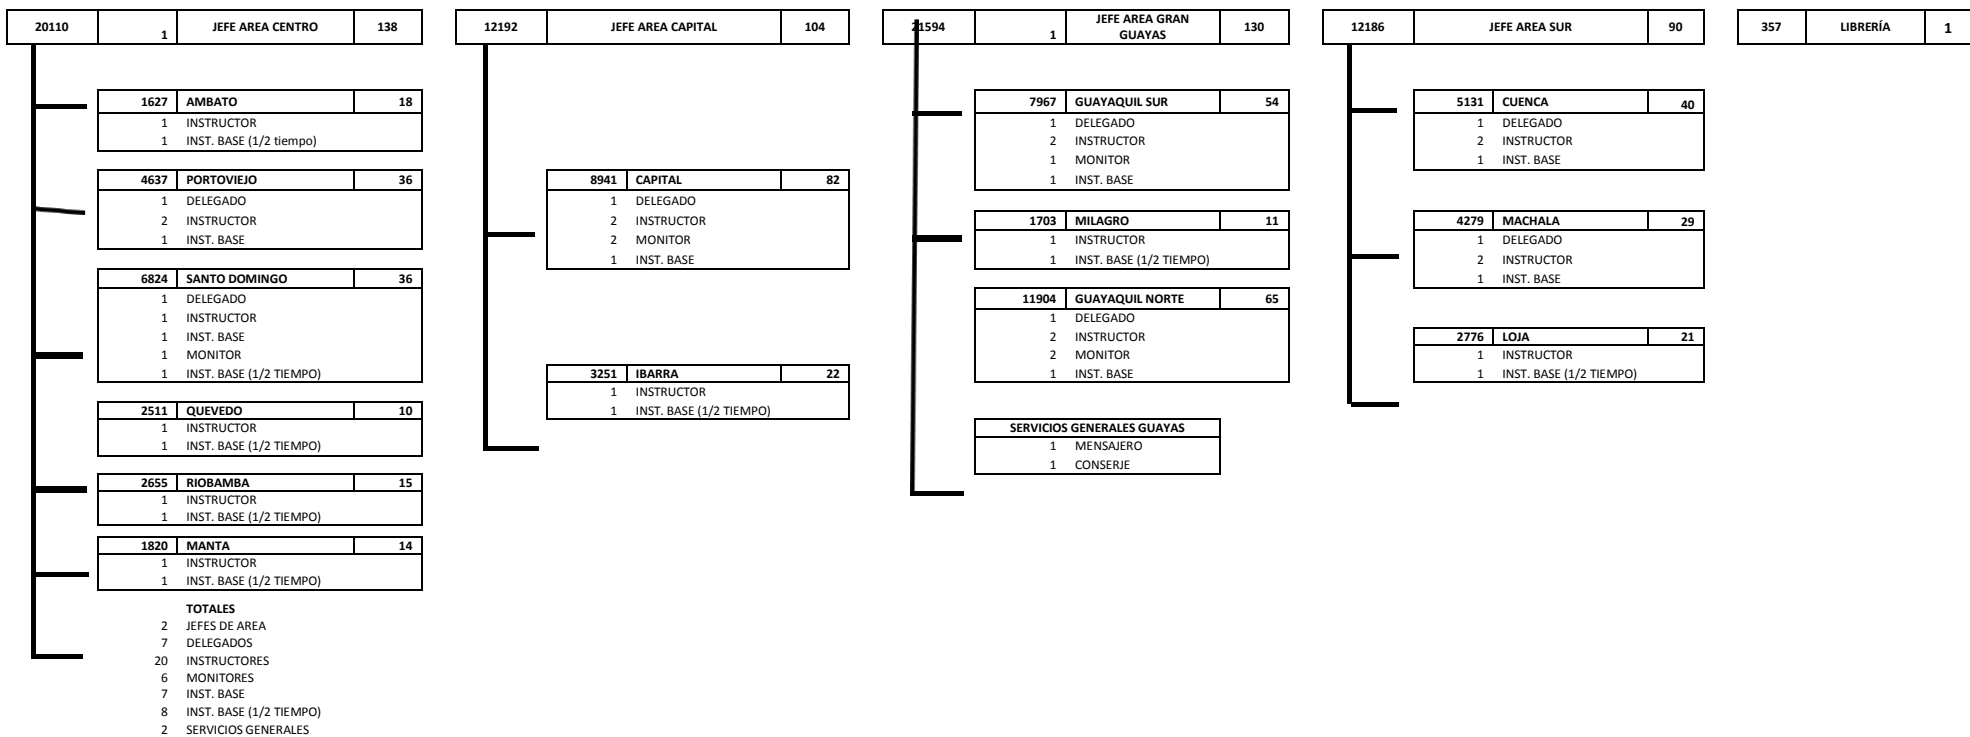 20110 1 JEFE AREA CENTRO 138
1627 AMBATO 18
1 INSTRUCTOR
1 INST. BASE (1/2 tiempo)
4637 PORTOVIEJO 36
1 DELEGADO
2 INSTRUCTOR
1 INST. BASE
6824 SANTO DOMINGO 36
1 DELEGADO
1 INSTRUCTOR
1 INST. BASE
1 MONITOR
1 INST. BASE (1/2 TIEMPO)
2511 QUEVEDO 10
1 INSTRUCTOR
1 INST. BASE (1/2 TIEMPO)
2655 RIOBAMBA 15
1 INSTRUCTOR
1 INST. BASE (1/2 TIEMPO)
1820 MANTA 14
1 INSTRUCTOR
1 INST. BASE (1/2 TIEMPO)
TOTALES
2 JEFES DE AREA
7 DELEGADOS
20 INSTRUCTORES
6 MONITORES
7 INST. BASE
8 INST. BASE (1/2 TIEMPO)
2 SERVICIOS GENERALES
12192 JEFE AREA CAPITAL 104
8941 CAPITAL 82
1 DELEGADO
2 INSTRUCTOR
2 MONITOR
1 INST. BASE
3251 IBARRA 22
1 INSTRUCTOR
1 INST. BASE (1/2 TIEMPO)
21594 1 JEFE AREA GRAN
GUAYAS 130
7967 GUAYAQUIL SUR 54
1 DELEGADO
2 INSTRUCTOR
1 MONITOR
1 INST. BASE
1703 MILAGRO 11
1 INSTRUCTOR
1 INST. BASE (1/2 TIEMPO)
11904 GUAYAQUIL NORTE 65
1 DELEGADO
2 INSTRUCTOR
2 MONITOR
1 INST. BASE
SERVICIOS GENERALES GUAYAS
1 MENSAJERO
1 CONSERJE
12186 JEFE AREA SUR 90
5131 CUENCA 40
1 DELEGADO
2 INSTRUCTOR
1 INST. BASE
4279 MACHALA 29
1 DELEGADO
2 INSTRUCTOR
1 INST. BASE
2776 LOJA 21
1 INSTRUCTOR
1 INST. BASE (1/2 TIEMPO)
357 LIBRERÍA 1